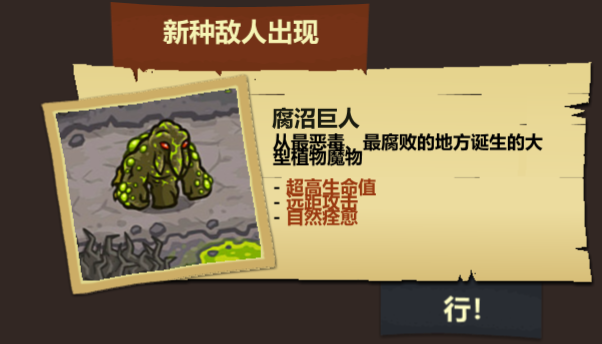 新种敌人出现
腐沼巨人
从最恶毒、最腐败的地方诞生的大
型植物魔物
- 超高生命值
- 远距攻击
- 自然痊愈
行!